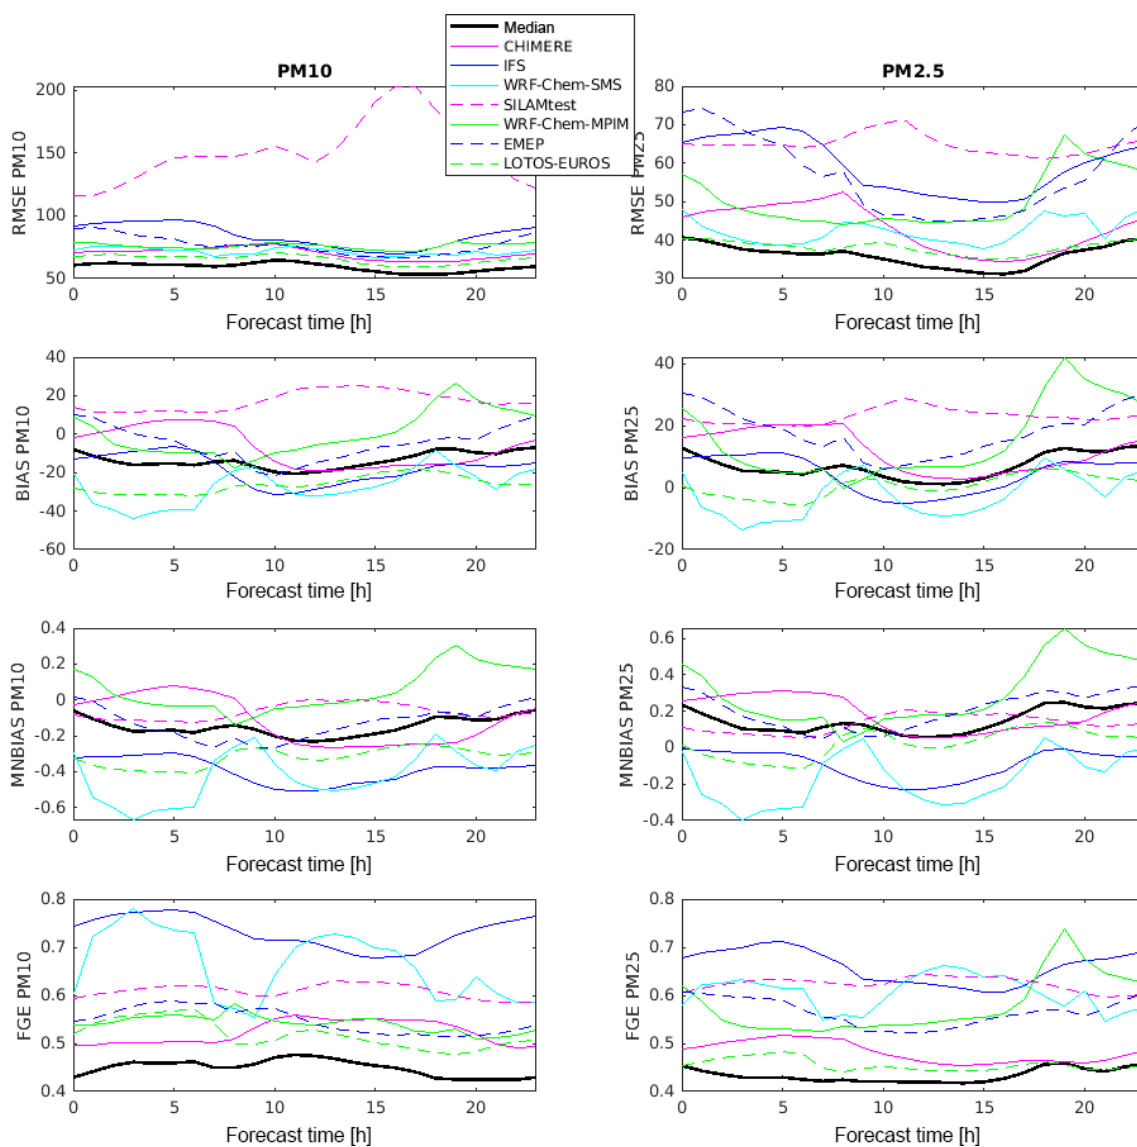 Median
CHIMERE
IFS
WRF-Chem-SMS
SILAMtest
WRF-Chem-MPIM
EMEP
LOTOS-EUROS
PM10
RMSE PM10
200
150
100
50
0 5 10 15 20
Forecast time [h]
PM2.5
RMSE PM25
80
70
60
50
40
30
0 5 10 15 20
Forecast time [h]
BIAS PM10
40
20
0
-20
-40
-60
0 5 10 15 20
Forecast time [h]
BIAS PM25
40
20
0
-20
0 5 10 15 20
Forecast time [h]
MNBIAS PM10
0.4
0.2
0
-0.2
-0.4
-0.6
0 5 10 15 20
Forecast time [h]
MNBIAS PM25
0.6
0.4
0.2
0
-0.2
-0.4
0 5 10 15 20
Forecast time [h]
FGE PM10
0.8
0.7
0.6
0.5
0.4
0 5 10 15 20
Forecast time [h]
FGE PM25
0.8
0.7
0.6
0.5
0.4
0 5 10 15 20
Forecast time [h]